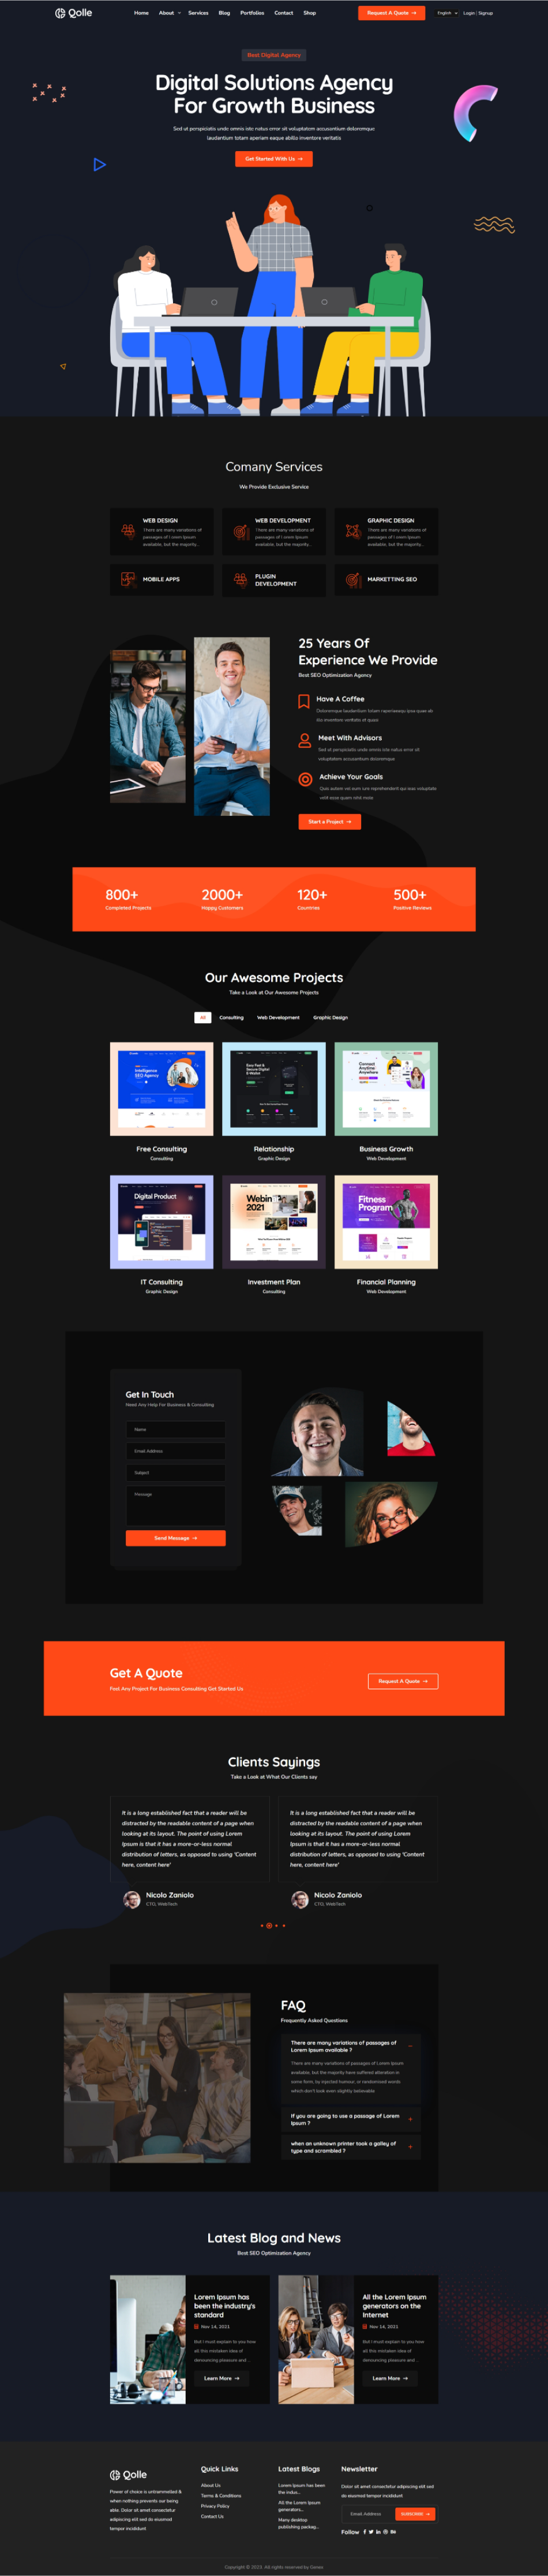 Qolle
Home About Services Blog Portfolios Contact Shop
Request A Quote →
English
Login | Signup
Best Digital Agency
Digital Solutions Agency
For Growth Business
Sed ut perspiciatis unde omnis iste natus error sit voluptatem accusantium doloremque
laudantium totam aperiam eaque abillo inventore veritatis
Get Started With Us →
Comany Services
We Provide Exclusive Service
WEB DESIGN
There are many variations of
passages of Lorem Ipsum
available, but the majority...
WEB DEVELOPMENT
There are many variations of
passages of Lorem Ipsum
available, but the majority...
GRAPHIC DESIGN
There are many variations of
passages of Lorem Ipsum
available, but the majority...
MOBILE APPS
PLUGIN
DEVELOPMENT
MARKETTING SEO
25 Years Of
Experience We Provide
Best SEO Optimization Agency
Have A Coffee
Doloremque laudantium totam raperiaseqs ipsa quae ab
illo inventore veritatis et quasi
Meet With Advisors
Sed ut perspiciatis unde omnis iste natus error sit
voluptatem accusantium doloremque
Achieve Your Goals
Quis autem vel eum iure reprehenderit qui seas voluptate
velit esse quam nihil mole
Start a Project →
800+
Completed Projects
2000+
Happy Customers
120+
Countries
500+
Positive Reviews
Our Awesome Projects
Take a Look at Our Awesome Projects
All Consulting Web Development Graphic Design
Intelligence
SEO Agency
Easy Fast &
Secure Digital
E-Wallet
Connect
Anytime
Anywhere
Free Consulting
Consulting
Relationship
Graphic Design
Business Growth
Web Development
Digital Product
Webin
2021
Fitness
Program
IT Consulting
Graphic Design
Investment Plan
Consulting
Financial Planning
Web Development
Get In Touch
Need Any Help For Business & Consulting
Name
Email Address
Subject
Message
Send Message →
Get A Quote
Feel Any Project For Business Consulting Get Started Us
Request A Quote →
Clients Sayings
Take a Look at What Our Clients say
It is a long established fact that a reader will be
distracted by the readable content of a page when
looking at its layout. The point of using Lorem
Ipsum is that it has a more-or-less normal
distribution of letters, as opposed to using 'Content
here, content here'
Nicolo Zaniolo
CTO, WebTech
It is a long established fact that a reader will be
distracted by the readable content of a page when
looking at its layout. The point of using Lorem
Ipsum is that it has a more-or-less normal
distribution of letters, as opposed to using 'Content
here, content here'
Nicolo Zaniolo
CTO, WebTech
FAQ
Frequently Asked Questions
There are many variations of passages of
Lorem Ipsum available ?
There are many variations of passages of Lorem Ipsum
available, but the majority have suffered alteration in
some form, by injected humour, or randomised words
which don't look even slightly believable
If you are going to use a passage of Lorem
Ipsum ?
when an unknown printer took a galley of
type and scrambled ?
Latest Blog and News
Best SEO Optimization Agency
Lorem Ipsum has
been the industry's
standard
Nov 14, 2021
But I must explain to you how
all this mistaken idea of
denouncing pleasure and ...
Learn More →
All the Lorem Ipsum
generators on the
Internet
Nov 14, 2021
But I must explain to you how
all this mistaken idea of
denouncing pleasure and ...
Learn More →
Qolle
Power of choice is untrammelled &
when nothing prevents our being
able. Dolor sit amet consectetur
adipiscing elit sed do eiusmod
tempor incididunt
Quick Links
About Us
Terms & Conditions
Privacy Policy
Contact Us
Latest Blogs
Lorem Ipsum has been
the indus...
All the Lorem Ipsum
generators...
Many desktop
publishing packag...
Newsletter
Dolor sit amet consectetur adipiscing elit sed
do eiusmod tempor incididunt
Email Address
SUBSCRIBE →
Follow
Copyright © 2023. All rights reserved by Genex